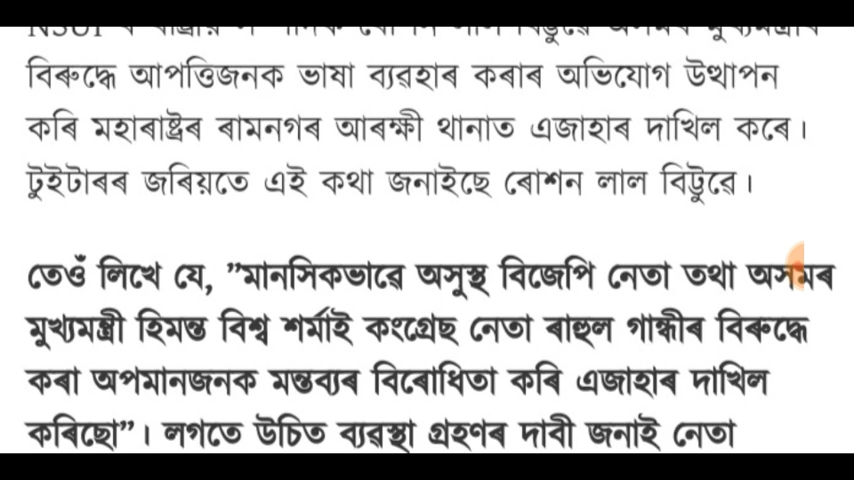 বিৰুদ্ধে আপত্তিজনক ভাষা ব্যৱহাৰ কৰাৰ অভিযোগ উত্থাপন
কৰি মহাৰাষ্ট্ৰৰ ৰামনগৰ আৰক্ষী থানাত এজাহাৰ দাখিল কৰে।
টুইটাৰৰ জৰিয়তে এই কথা জনাইছে ৰোশন লাল বিট্টুৱে।
তেওঁ লিখে যে, ”মানসিকভাৱে অসুস্থ বিজেপি নেতা তথা অসমৰ
মুখ্যমন্ত্ৰী হিমন্ত বিশ্ব শৰ্মাই কংগ্ৰেছ নেতা ৰাহুল গান্ধীৰ বিৰুদ্ধে
কৰা অপমানজনক মন্তব্যৰ বিৰোধিতা কৰি এজাহাৰ দাখিল
কৰিছো”। লগতে উচিত ব্যৱস্থা গ্ৰহণৰ দাবী জনাই নেতা